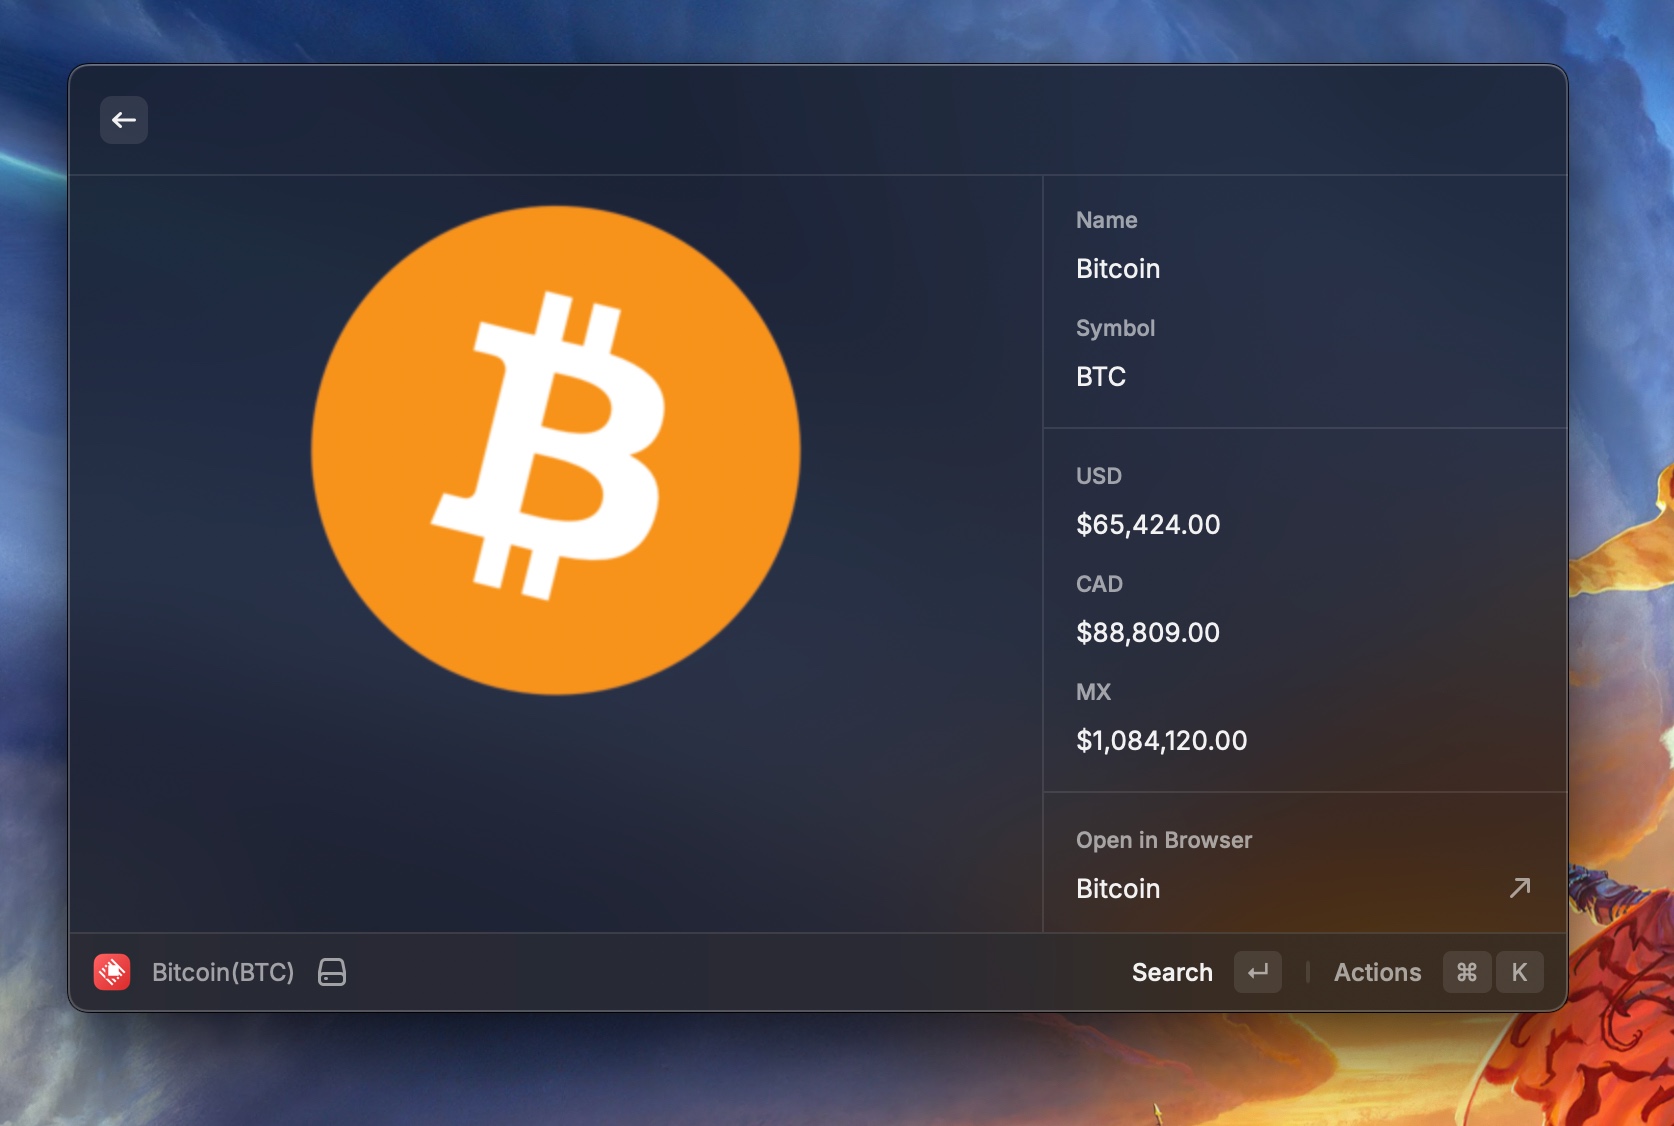 Name
Bitcoin
Symbol
BTC
USD
$65,424.00
CAD
$88,809.00
MX
$1,084,120.00
Open in Browser
Bitcoin
Bitcoin(BTC)
Search ↵ | Actions ⌘ K